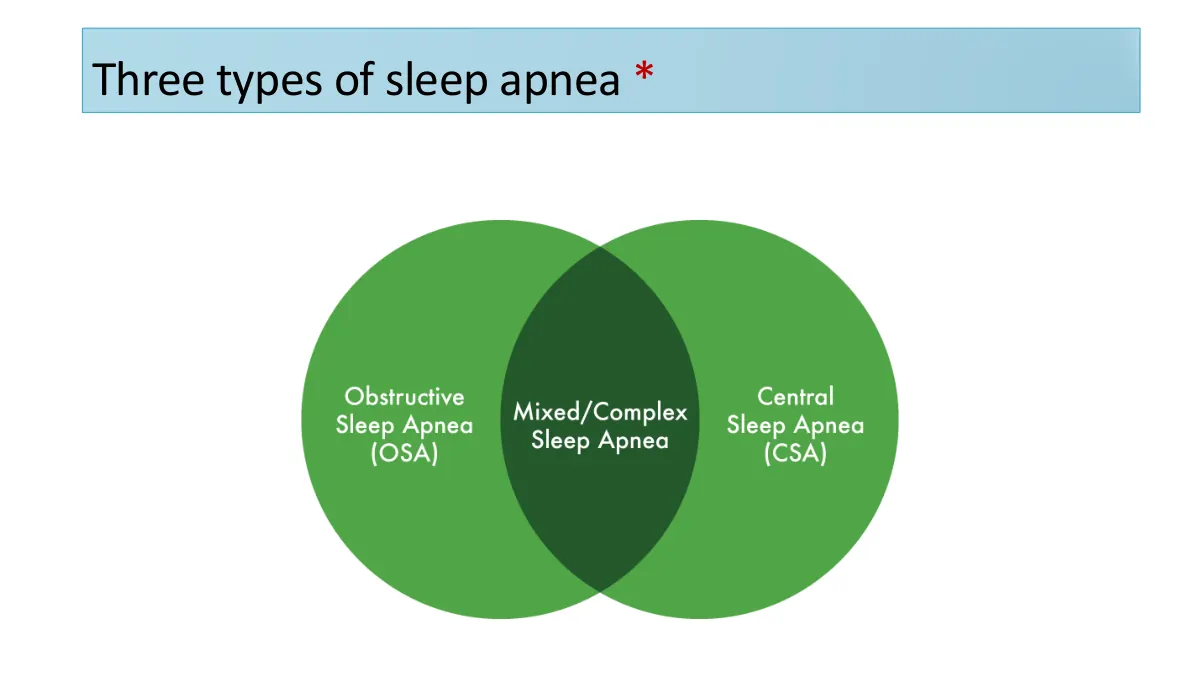 Three types of sleep apnea *
Obstructive
Sleep Apnea
(OSA)
Mixed/Complex
Sleep Apnea
Central
Sleep Apnea
(CSA)